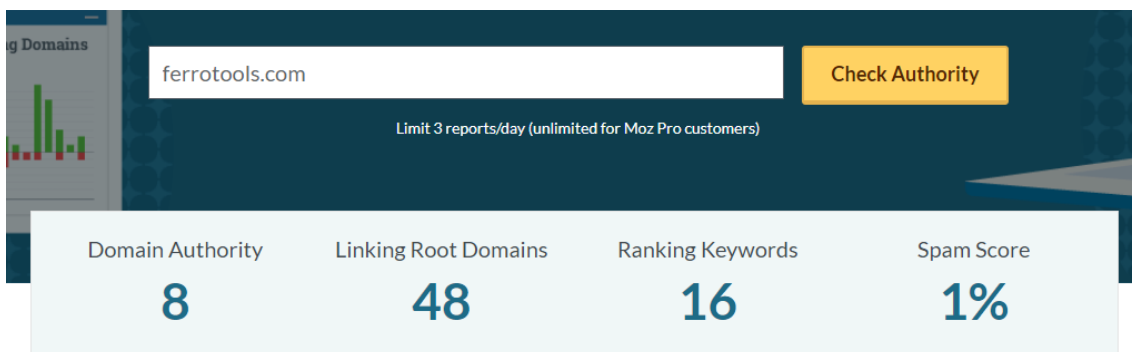 ng Domains
ferrotools.com
Check Authority
Limit 3 reports/day (unlimited for Moz Pro customers)
Domain Authority
Linking Root Domains
Ranking Keywords
Spam Score
8
48
16
1%